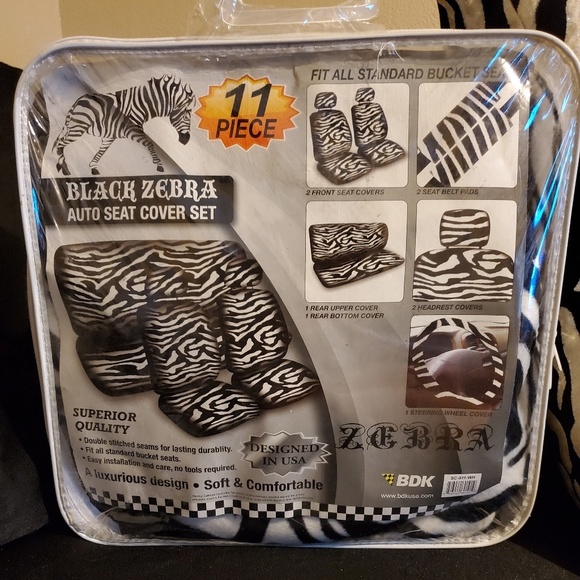 11
PIECE
BLACK ZEBRA
AUTO SEAT COVER SET
FIT ALL STANDARD BUCKET SEA
2 FRONT SEAT COVERS
2 SEAT BELT PADS
1 REAR UPPER COVER
1 REAR BOTTOM COVER
2 HEADREST COVERS
1 STEERING WHEEL COVER
SUPERIOR
QUALITY
• Double stitched seams for lasting durability.
• Fit all standard bucket seats.
• Easy installation and care, no tools required.
DESIGNED
IN USA
ZEBRA
A luxurious design • Soft & Comfortable
BDK
www.bdkusa.com